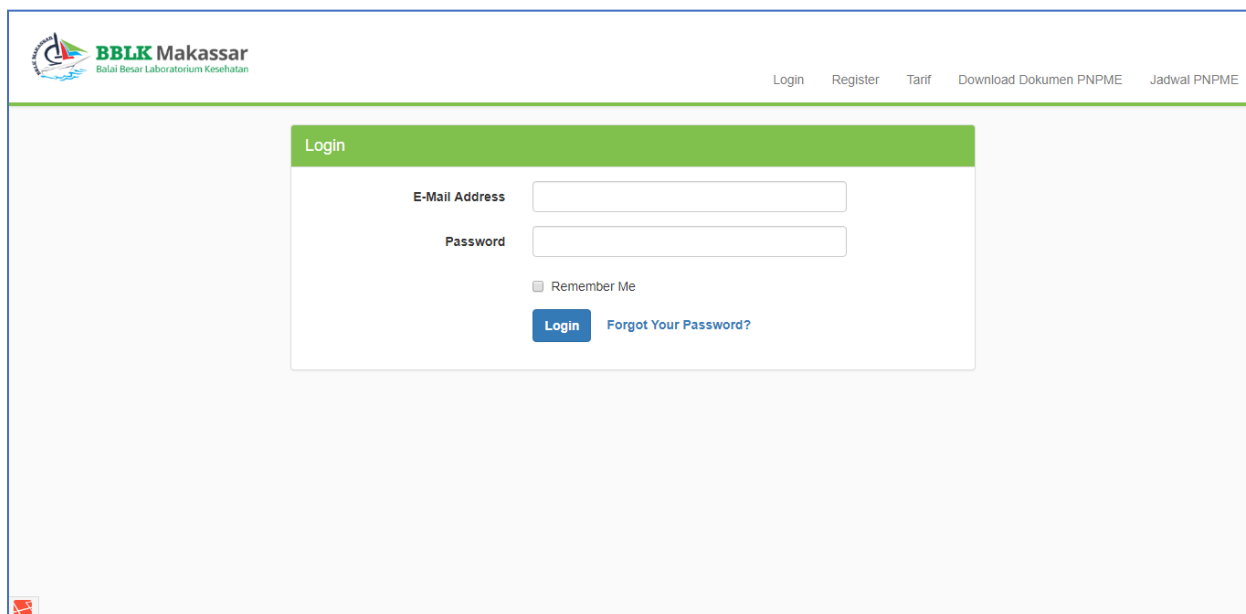 BBLK Makassar
Balai Besar Laboratorium Kesehatan
Login Register Tarif Download Dokumen PNPME Jadwal PNPME
Login
E-Mail Address
Password
Remember Me
Login Forgot Your Password?